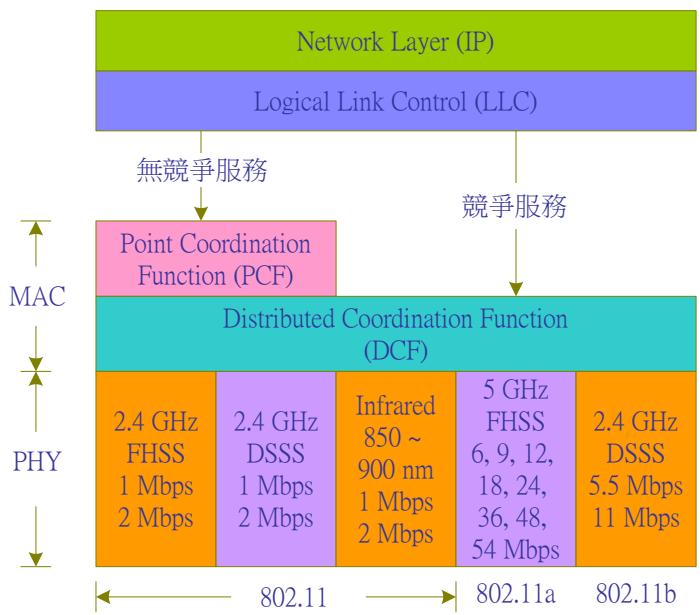 Network Layer (IP)
Logical Link Control (LLC)
無競爭服務
競爭服務
Point Coordination
Function (PCF)
MAC
Distributed Coordination Function
(DCF)
PHY
2.4 GHz
FHSS
1 Mbps
2 Mbps
2.4 GHz
DSSS
1 Mbps
2 Mbps
Infrared
850 ~
900 nm
1 Mbps
2 Mbps
5 GHz
FHSS
6, 9, 12,
18, 24,
36, 48,
54 Mbps
2.4 GHz
DSSS
5.5 Mbps
11 Mbps
802.11
802.11a
802.11b